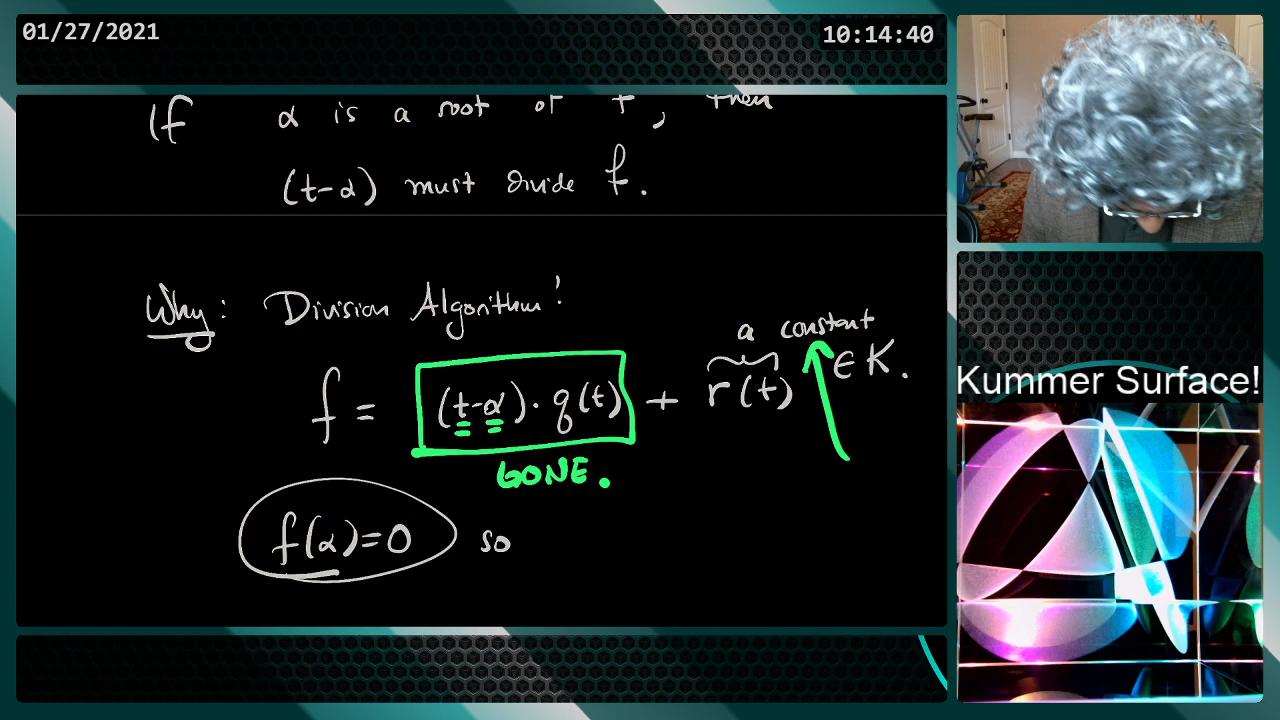 01/27/2021
10:14:40
If α is a root of f, then
(t-α) must divide f.
Why: Division Algorithm!
a constant
f = (t-α)·q(t) + r(t) ∈ K.
GONE.
f(α)=0 so
Kummer Surface!